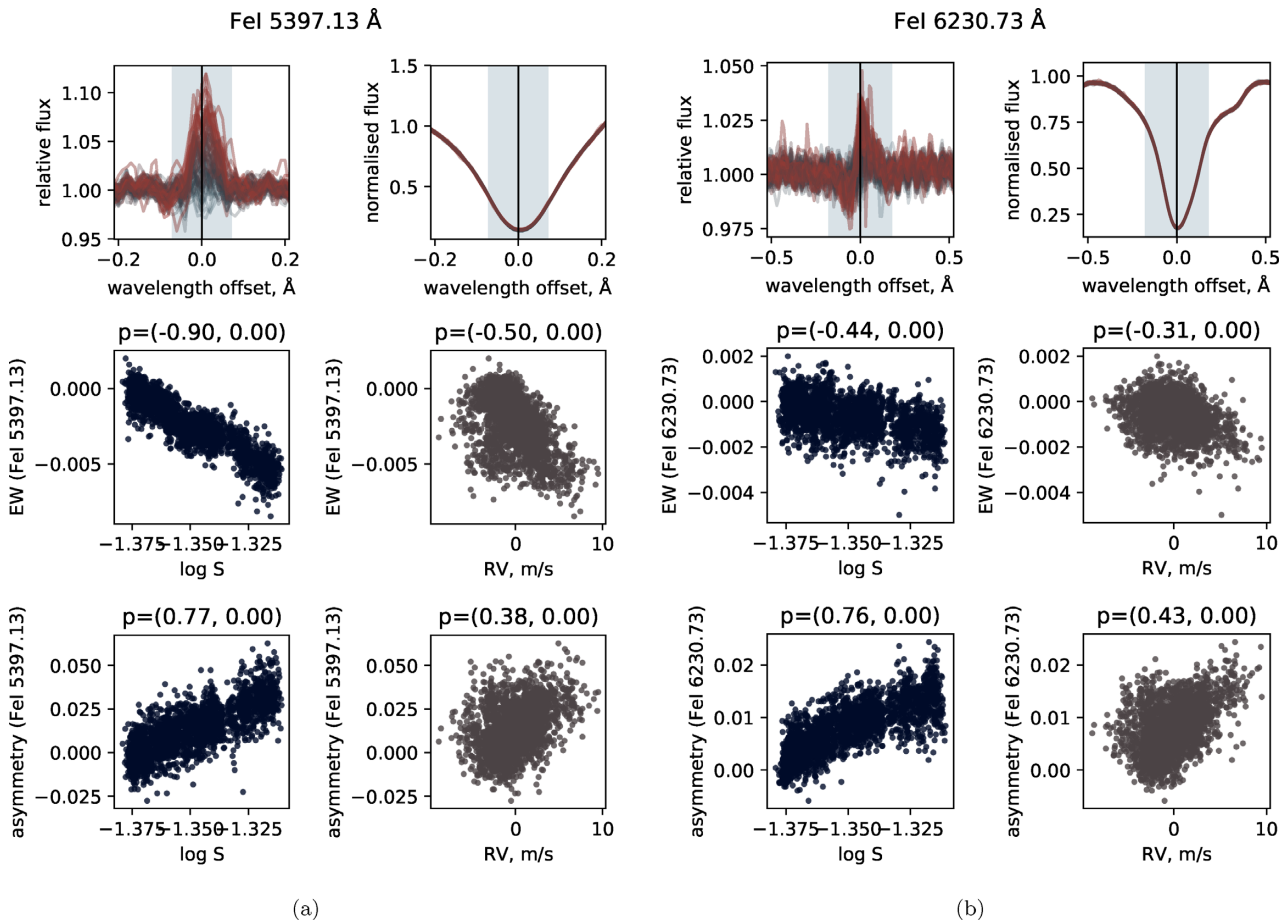 FeI 5397.13 Å
FeI 6230.73 Å
relative flux
1.10
1.05
1.00
0.95
−0.2 0.0 0.2
wavelength offset, Å
normalised flux
1.5
1.0
0.5
−0.2 0.0 0.2
wavelength offset, Å
relative flux
1.050
1.025
1.000
0.975
−0.5 0.0 0.5
wavelength offset, Å
normalised flux
1.00
0.75
0.50
0.25
−0.5 0.0 0.5
wavelength offset, Å
p=(-0.90, 0.00)
EW (FeI 5397.13)
0.000
−0.005
−1.375 −1.350 −1.325
log S
p=(-0.50, 0.00)
EW (FeI 5397.13)
0.000
−0.005
0 10
RV, m/s
p=(-0.44, 0.00)
EW (FeI 6230.73)
0.002
0.000
−0.002
−0.004
−1.375 −1.350 −1.325
log S
p=(-0.31, 0.00)
EW (FeI 6230.73)
0.002
0.000
−0.002
−0.004
0 10
RV, m/s
p=(0.77, 0.00)
asymmetry (FeI 5397.13)
0.050
0.025
0.000
−0.025
−1.375 −1.350 −1.325
log S
p=(0.38, 0.00)
asymmetry (FeI 5397.13)
0.050
0.025
0.000
−0.025
0 10
RV, m/s
p=(0.76, 0.00)
asymmetry (FeI 6230.73)
0.02
0.01
0.00
−1.375 −1.350 −1.325
log S
p=(0.43, 0.00)
asymmetry (FeI 6230.73)
0.02
0.01
0.00
0 10
RV, m/s
(a)
(b)